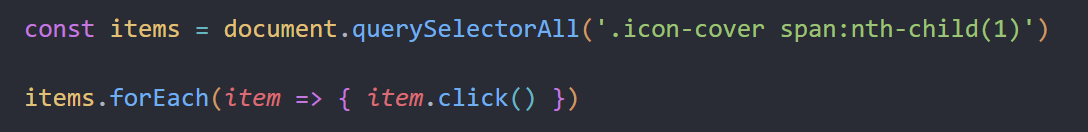 const items = document.querySelectorAll('.icon-cover span:nth-child(1)')
items.forEach(item => { item.click() })